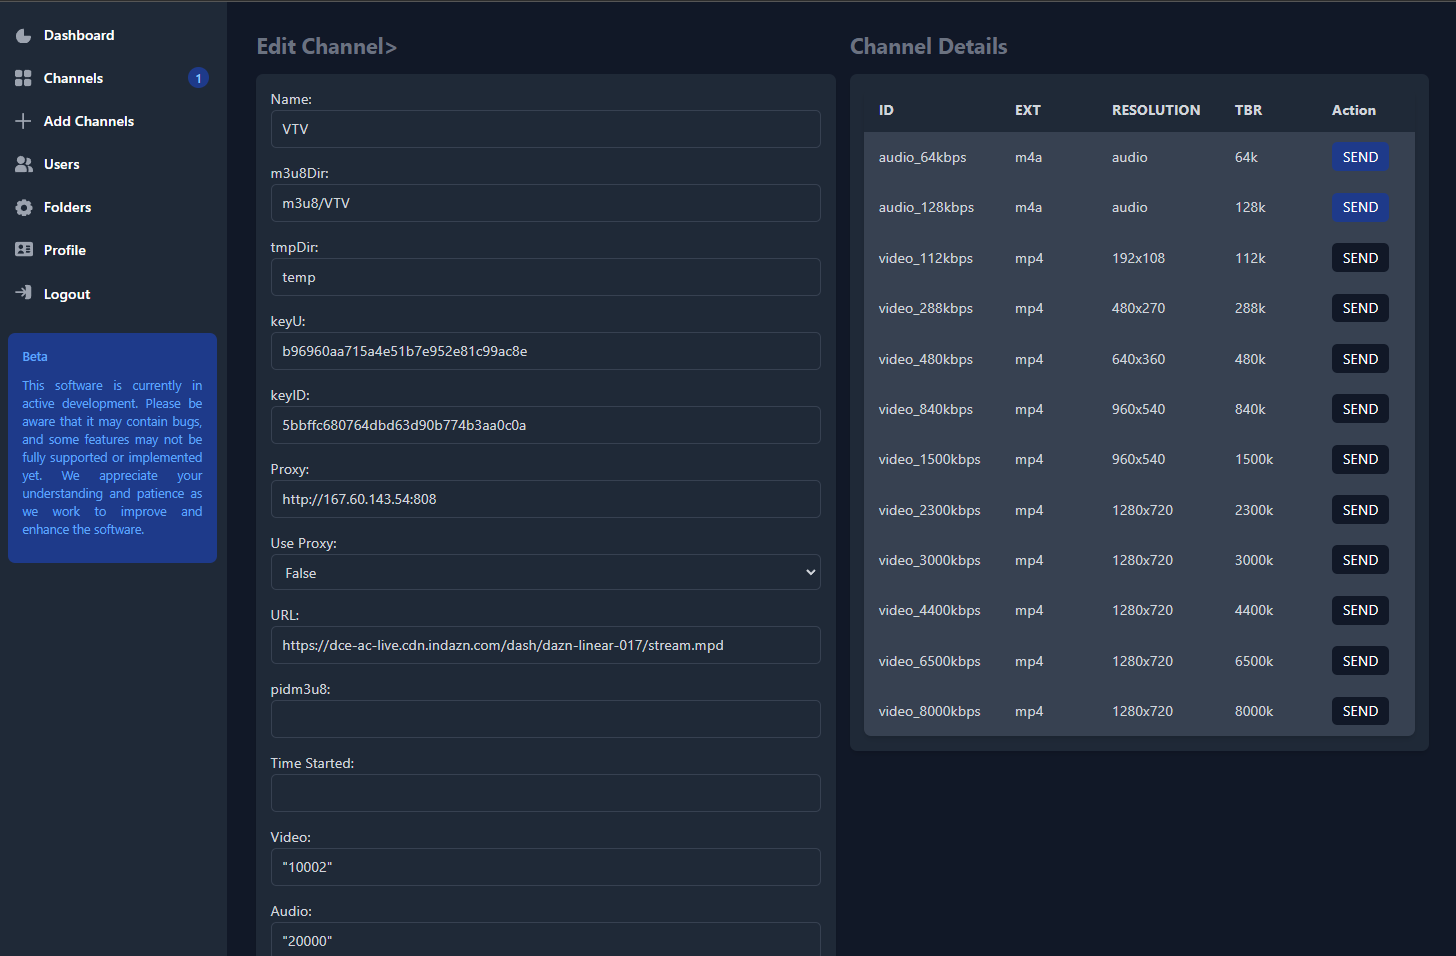 Dashboard
Channels 1
Add Channels
Users
Folders
Profile
Logout
Beta
This software is currently in
active development. Please be
aware that it may contain bugs,
and some features may not be
fully supported or implemented
yet. We appreciate your
understanding and patience as
we work to improve and
enhance the software.
Edit Channel>
Name:
VTV
m3u8Dir:
m3u8/VTV
tmpDir:
temp
keyU:
b96960aa715a4e51b7e952e81c99ac8e
keyID:
5bbffc680764dbd63d90b774b3aa0c0a
Proxy:
http://167.60.143.54:808
Use Proxy:
False
URL:
https://dce-ac-live.cdn.indazn.com/dash/dazn-linear-017/stream.mpd
pidm3u8:
Time Started:
Video:
"10002"
Audio:
"20000"
Channel Details
ID EXT RESOLUTION TBR Action
audio_64kbps m4a audio 64k SEND
audio_128kbps m4a audio 128k SEND
video_112kbps mp4 192x108 112k SEND
video_288kbps mp4 480x270 288k SEND
video_480kbps mp4 640x360 480k SEND
video_840kbps mp4 960x540 840k SEND
video_1500kbps mp4 960x540 1500k SEND
video_2300kbps mp4 1280x720 2300k SEND
video_3000kbps mp4 1280x720 3000k SEND
video_4400kbps mp4 1280x720 4400k SEND
video_6500kbps mp4 1280x720 6500k SEND
video_8000kbps mp4 1280x720 8000k SEND